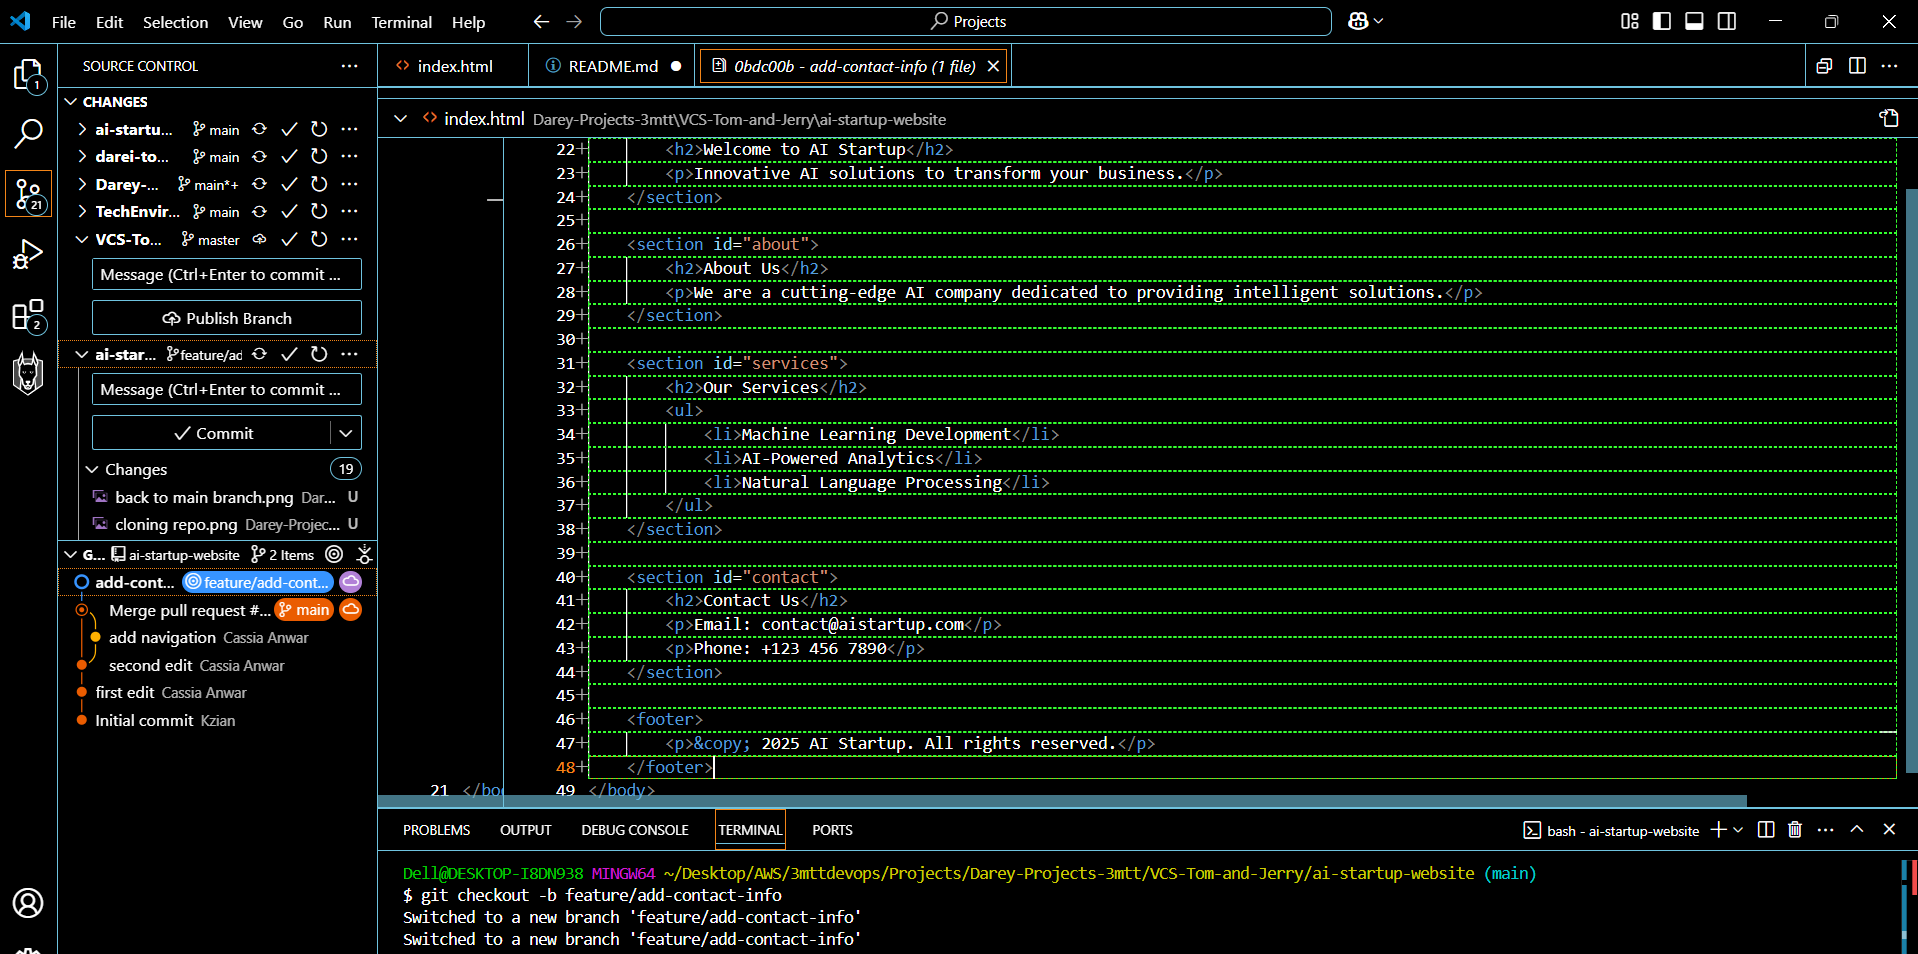 File Edit Selection View Go Run Terminal Help
Projects
SOURCE CONTROL
index.html
README.md
0bdc00b - add-contact-info (1 file)
CHANGES
index.html Darey-Projects-3mtt\VCS-Tom-and-Jerry\ai-startup-website
ai-startu... main
darei-to... main
Darey-... main*+
TechEnvir... main
VCS-To... master
Message (Ctrl+Enter to commit ...
Publish Branch
ai-star... feature/ad
Message (Ctrl+Enter to commit ...
Commit
Changes 19
back to main branch.png Dar... U
cloning repo.png Darey-Projec... U
G... ai-startup-website 2 Items
add-cont... feature/add-cont...
Merge pull request #... main
add navigation Cassia Anwar
second edit Cassia Anwar
first edit Cassia Anwar
Initial commit Kzian
1
21
2
22+ <h2>Welcome to AI Startup</h2>
23+ <p>Innovative AI solutions to transform your business.</p>
24+ </section>
25+
26+ <section id="about">
27+ <h2>About Us</h2>
28+ <p>We are a cutting-edge AI company dedicated to providing intelligent solutions.</p>
29+ </section>
30+
31+ <section id="services">
32+ <h2>Our Services</h2>
33+ <ul>
34+ <li>Machine Learning Development</li>
35+ <li>AI-Powered Analytics</li>
36+ <li>Natural Language Processing</li>
37+ </ul>
38+ </section>
39+
40+ <section id="contact">
41+ <h2>Contact Us</h2>
42+ <p>Email: contact@aistartup.com</p>
43+ <p>Phone: +123 456 7890</p>
44+ </section>
45+
46+ <footer>
47+ <p>&copy; 2025 AI Startup. All rights reserved.</p>
48+ </footer>
21 </bo
49 </body>
PROBLEMS OUTPUT DEBUG CONSOLE TERMINAL PORTS
bash - ai-startup-website
Dell@DESKTOP-I8DN938 MINGW64 ~/Desktop/AWS/3mttdevops/Projects/Darey-Projects-3mtt/VCS-Tom-and-Jerry/ai-startup-website (main)
$ git checkout -b feature/add-contact-info
Switched to a new branch 'feature/add-contact-info'
Switched to a new branch 'feature/add-contact-info'